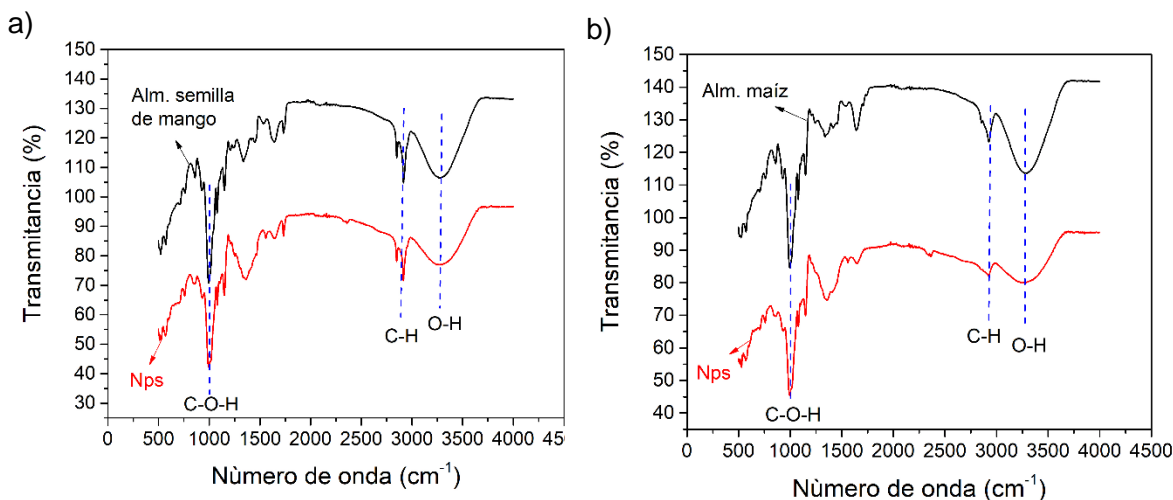 a)
150
140
130
120
110
100
90
80
70
60
50
40
30
Transmitancia (%)
Alm. semilla
de mango
Nps
C-O-H
C-H
O-H
0 500 1000 1500 2000 2500 3000 3500 4000 4500
Nùmero de onda (cm⁻¹)
b)
150
140
130
120
110
100
90
80
70
60
50
40
Transmitancia (%)
Alm. maíz
Nps
C-O-H
C-H
O-H
0 500 1000 1500 2000 2500 3000 3500 4000 4500
Nùmero de onda (cm⁻¹)